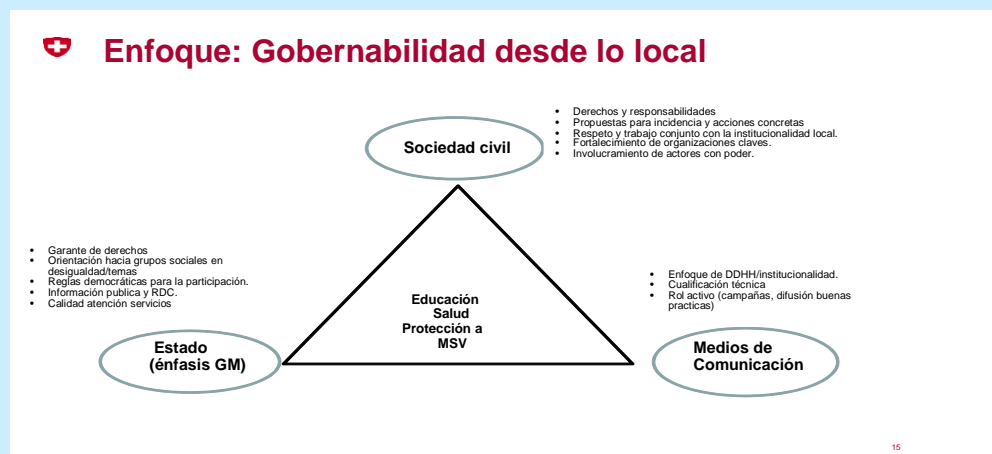 Enfoque: Gobernabilidad desde lo local
• Derechos y responsabilidades
• Propuestas para incidencia y acciones concretas
• Respeto y trabajo conjunto con la institucionalidad local.
• Fortalecimiento de organizaciones claves.
• Involucramiento de actores con poder.
Sociedad civil
• Garante de derechos
• Orientación hacia grupos sociales en
desigualdad/temas
• Reglas democráticas para la participación.
• Información publica y RDC.
• Calidad atención servicios
• Enfoque de DDHH/institucionalidad.
• Cualificación técnica
• Rol activo (campañas, difusión buenas
practicas)
Educación
Salud
Protección a
MSV
Estado
(énfasis GM)
Medios de
Comunicación
15